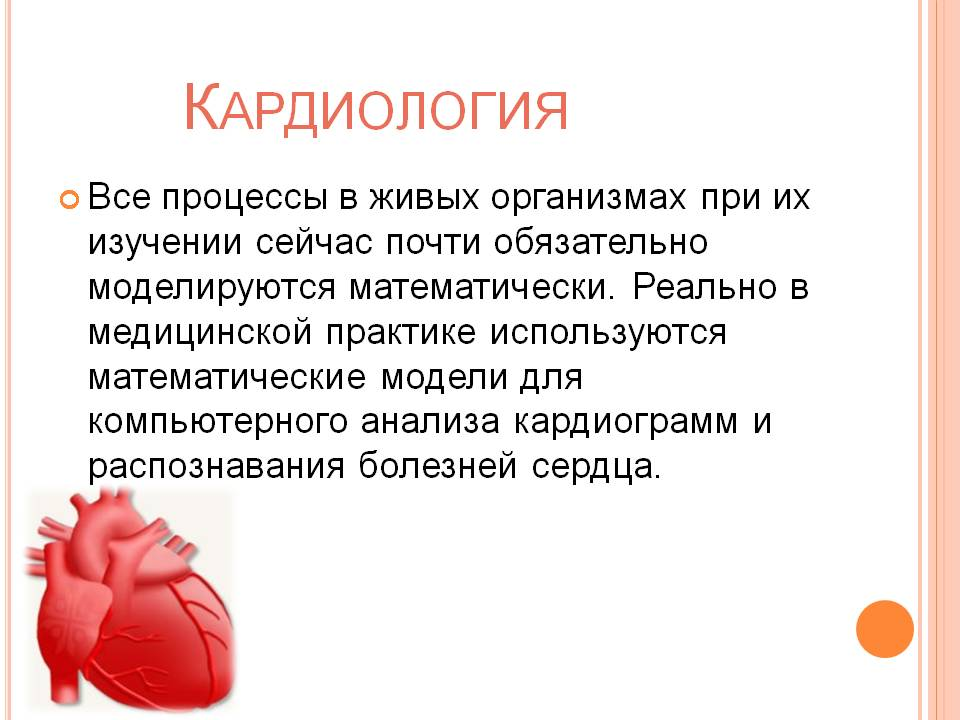 Кардиология
Все процессы в живых организмах при их
изучении сейчас почти обязательно
моделируются математически. Реально в
медицинской практике используются
математические модели для
компьютерного анализа кардиограмм и
распознавания болезней сердца.